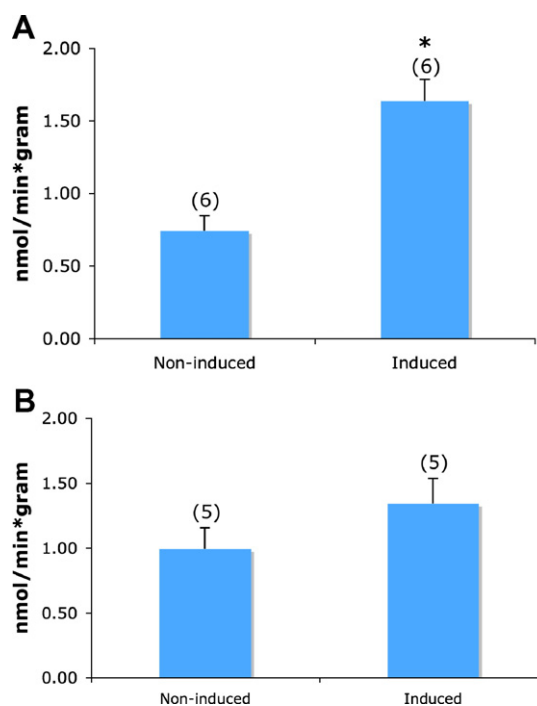 A
nmol/min*gram
2.00
1.50
1.00
0.50
0.00
(6)
*
(6)
Non-induced
Induced
B
nmol/min*gram
2.00
1.50
1.00
0.50
0.00
(5)
(5)
Non-induced
Induced